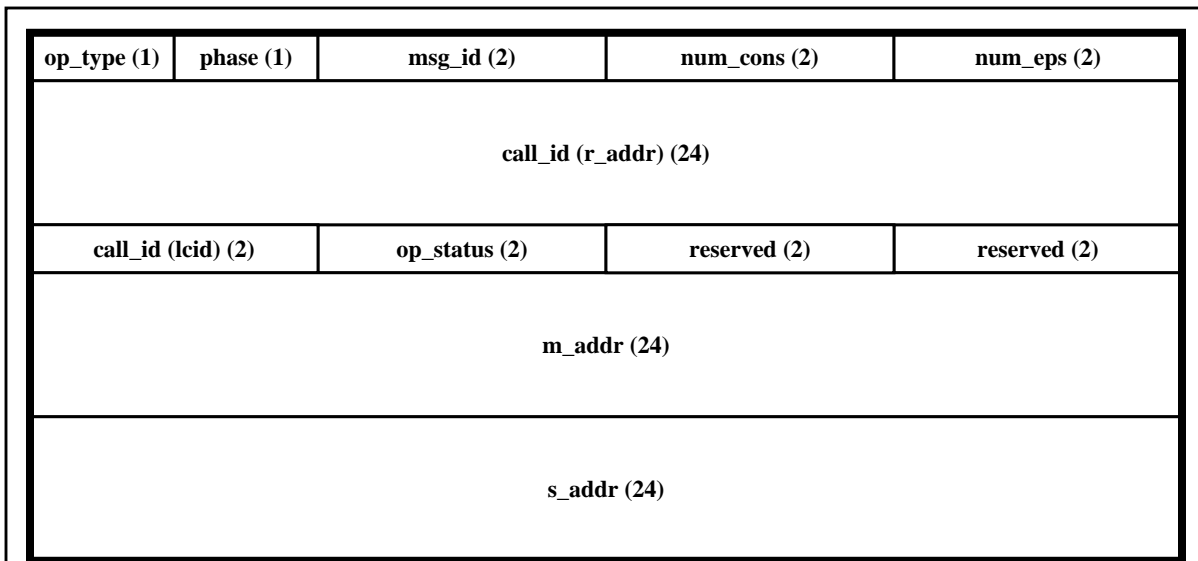 op_type (1) phase (1) msg_id (2) num_cons (2) num_eps (2)
call_id (r_addr) (24)
call_id (lcid) (2) op_status (2) reserved (2) reserved (2)
m_addr (24)
s_addr (24)